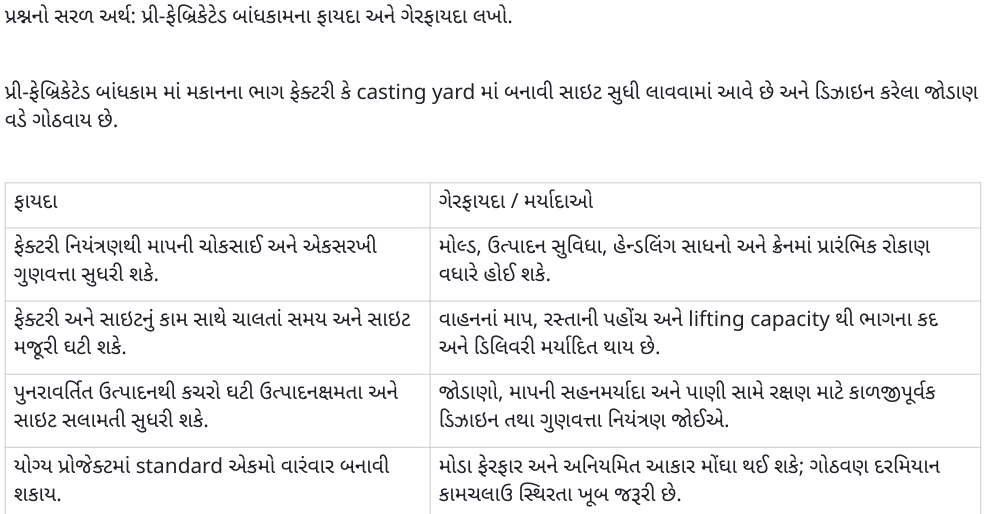 પ્રશ્નનો સરળ અર્થ: પ્રી-ફેબ્રિકેટેડ બાંધકામના ફાયદા અને ગેરફાયદા લખો.
પ્રી-ફેબ્રિકેટેડ બાંધકામ માં મકાનના ભાગ ફેક્ટરી કે casting yard માં બનાવી સાઇટ સુધી લાવવામાં આવે છે અને ડિઝાઇન કરેલા જોડાણ
વડે ગોઠવાય છે.
ફાયદા
ગેરફાયદા / મર્યાદાઓ
ફેક્ટરી નિયંત્રણથી માપની ચોકસાઈ અને એકસરખી
ગુણવત્તા સુધરી શકે.
મોલ્ડ, ઉત્પાદન સુવિધા, હેન્ડલિંગ સાધનો અને ક્રેનમાં પ્રારંભિક રોકાણ
વધારે હોઈ શકે.
ફેક્ટરી અને સાઇટનું કામ સાથે ચાલતાં સમય અને સાઇટ
મજૂરી ઘટી શકે.
વાહનનાં માપ, રસ્તાની પહોંચ અને lifting capacity થી ભાગના કદ
અને ડિલિવરી મર્યાદિત થાય છે.
પુનરાવર્તિત ઉત્પાદનથી કચરો ઘટી ઉત્પાદનક્ષમતા અને
સાઇટ સલામતી સુધરી શકે.
જોડાણો, માપની સહનમર્યાદા અને પાણી સામે રક્ષણ માટે કાળજીપૂર્વક
ડિઝાઇન તથા ગુણવત્તા નિયંત્રણ જોઈએ.
યોગ્ય પ્રોજેક્ટમાં standard એકમો વારંવાર બનાવી
શકાય.
મોડા ફેરફાર અને અનિયમિત આકાર મોંઘા થઈ શકે; ગોઠવણ દરમિયાન
કામચલાઉ સ્થિરતા ખૂબ જરૂરી છે.